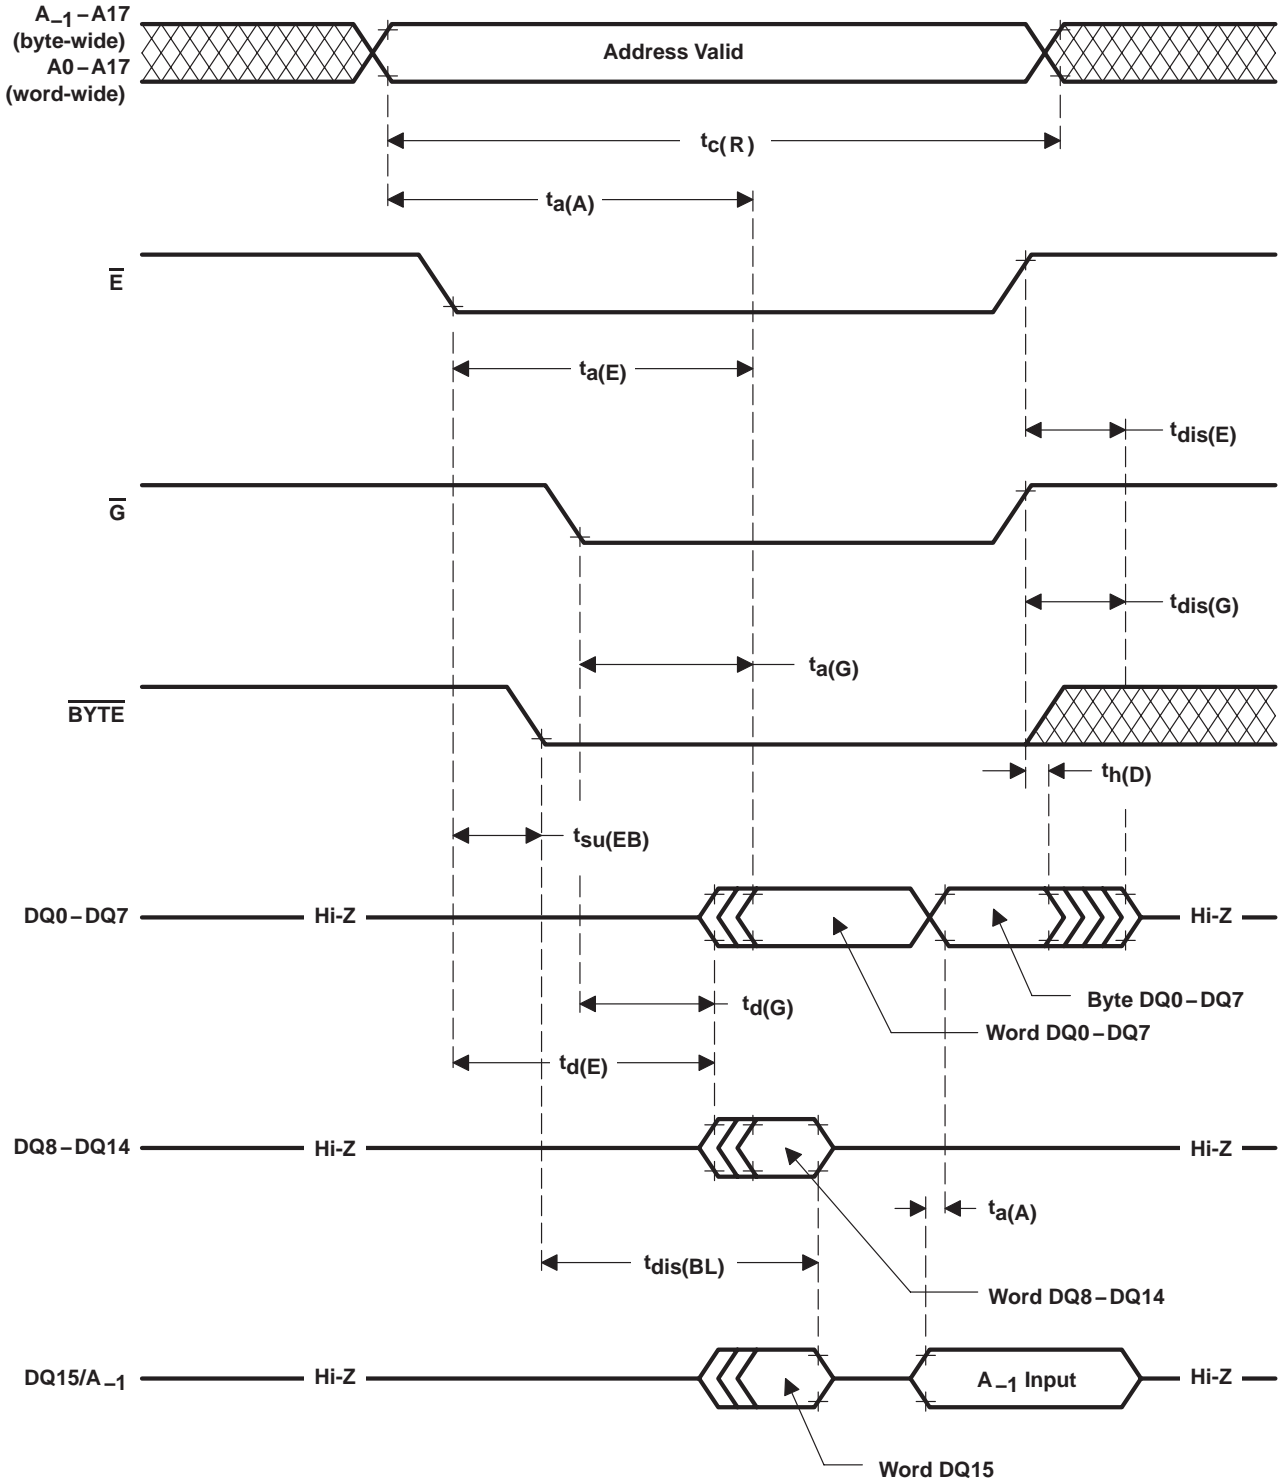 A–1–A17
(byte-wide)
A0–A17
(word-wide)
Address Valid
tc(R)
ta(A)
E
ta(E)
tdis(E)
G
tdis(G)
ta(G)
BYTE
th(D)
tsu(EB)
DQ0–DQ7
Hi-Z
Hi-Z
Byte DQ0–DQ7
td(G)
Word DQ0–DQ7
td(E)
DQ8–DQ14
Hi-Z
Hi-Z
ta(A)
tdis(BL)
Word DQ8–DQ14
DQ15/A–1
Hi-Z
A–1 Input
Hi-Z
Word DQ15